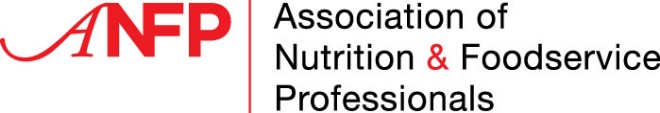 ANFP
Association of
Nutrition & Foodservice
Professionals